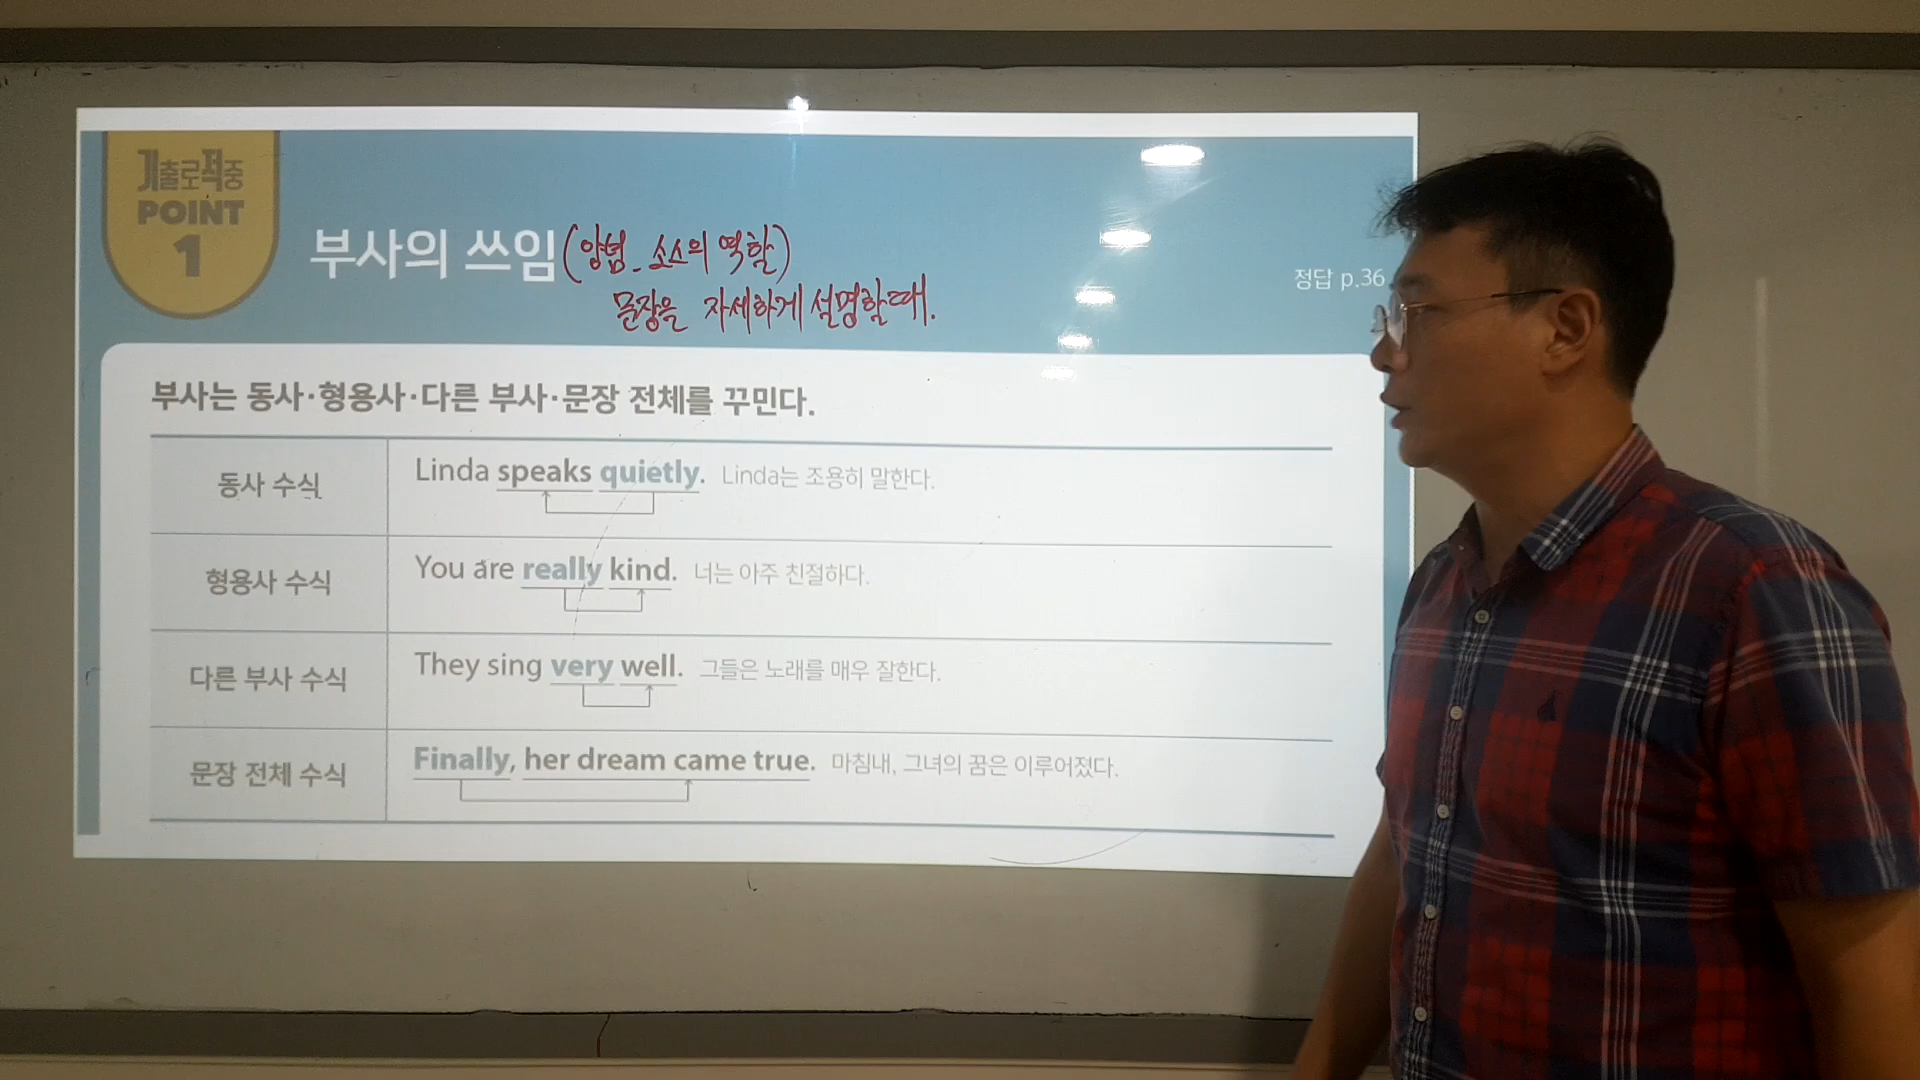 기출로적중
POINT
1
부사의 쓰임 (양념_소스의 역할)
문장을 자세하게 설명할때.
정답 p.36
부사는 동사·형용사·다른 부사·문장 전체를 꾸민다.
동사 수식 Linda speaks quietly. Linda는 조용히 말한다.
형용사 수식 You are really kind. 너는 아주 친절하다.
다른 부사 수식 They sing very well. 그들은 노래를 매우 잘한다.
문장 전체 수식 Finally, her dream came true. 마침내, 그녀의 꿈은 이루어졌다.